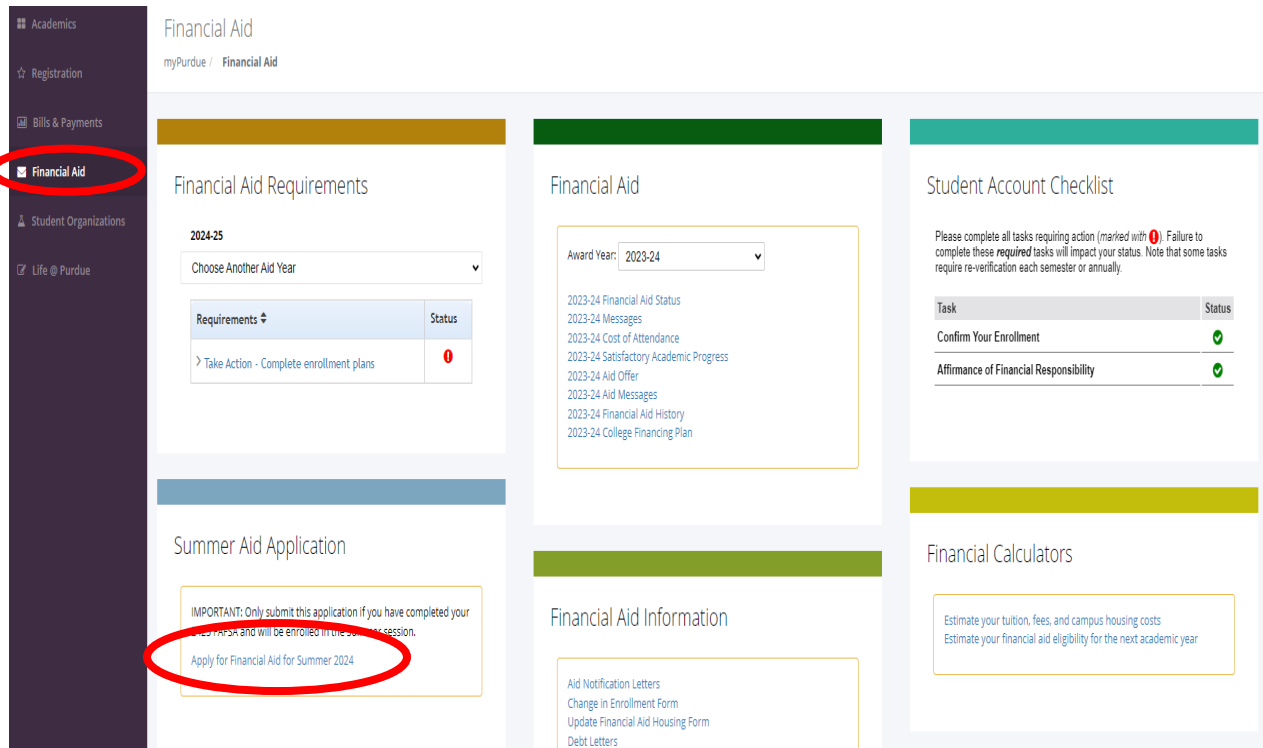 Academics
Registration
Bills & Payments
Financial Aid
Student Organizations
Life @ Purdue
Financial Aid
myPurdue / Financial Aid
Financial Aid Requirements
2024-25
Choose Another Aid Year
Requirements Status
Take Action - Complete enrollment plans
Summer Aid Application
IMPORTANT: Only submit this application if you have completed your
FAFSA and will be enrolled in the Summer session.
Apply for Financial Aid for Summer 2024
Financial Aid
Award Year: 2023-24
2023-24 Financial Aid Status
2023-24 Messages
2023-24 Cost of Attendance
2023-24 Satisfactory Academic Progress
2023-24 Aid Offer
2023-24 Aid Messages
2023-24 Financial Aid History
2023-24 College Financing Plan
Financial Aid Information
Aid Notification Letters
Change in Enrollment Form
Update Financial Aid Housing Form
Debt Letters
Student Account Checklist
Please complete all tasks requiring action (marked with !). Failure to
complete these required tasks will impact your status. Note that some tasks
require re-verification each semester or annually.
Task Status
Confirm Your Enrollment
Affirmance of Financial Responsibility
Financial Calculators
Estimate your tuition, fees, and campus housing costs
Estimate your financial aid eligibility for the next academic year